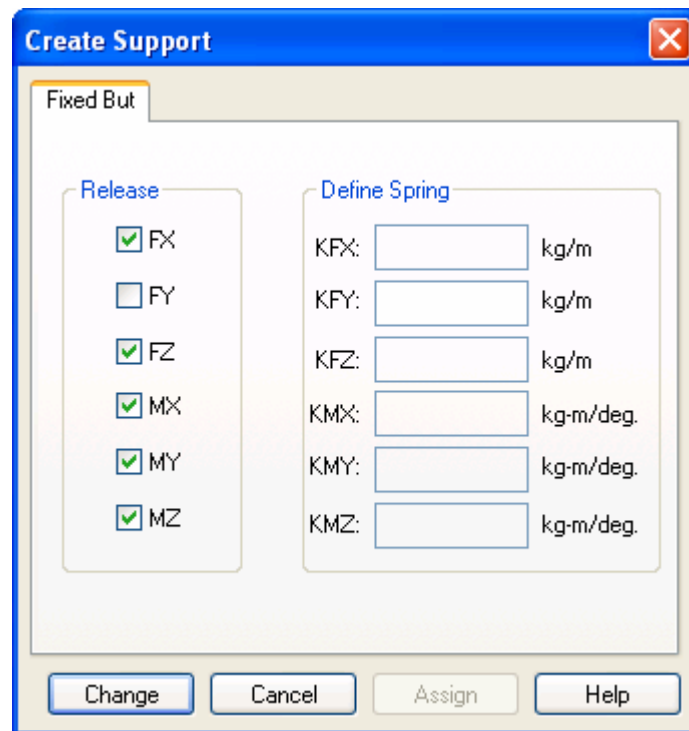 Create Support
Fixed But
Release
FX
FY
FZ
MX
MY
MZ
Define Spring
KFX: kg/m
KFY: kg/m
KFZ: kg/m
KMX: kg-m/deg.
KMY: kg-m/deg.
KMZ: kg-m/deg.
Change Cancel Assign Help